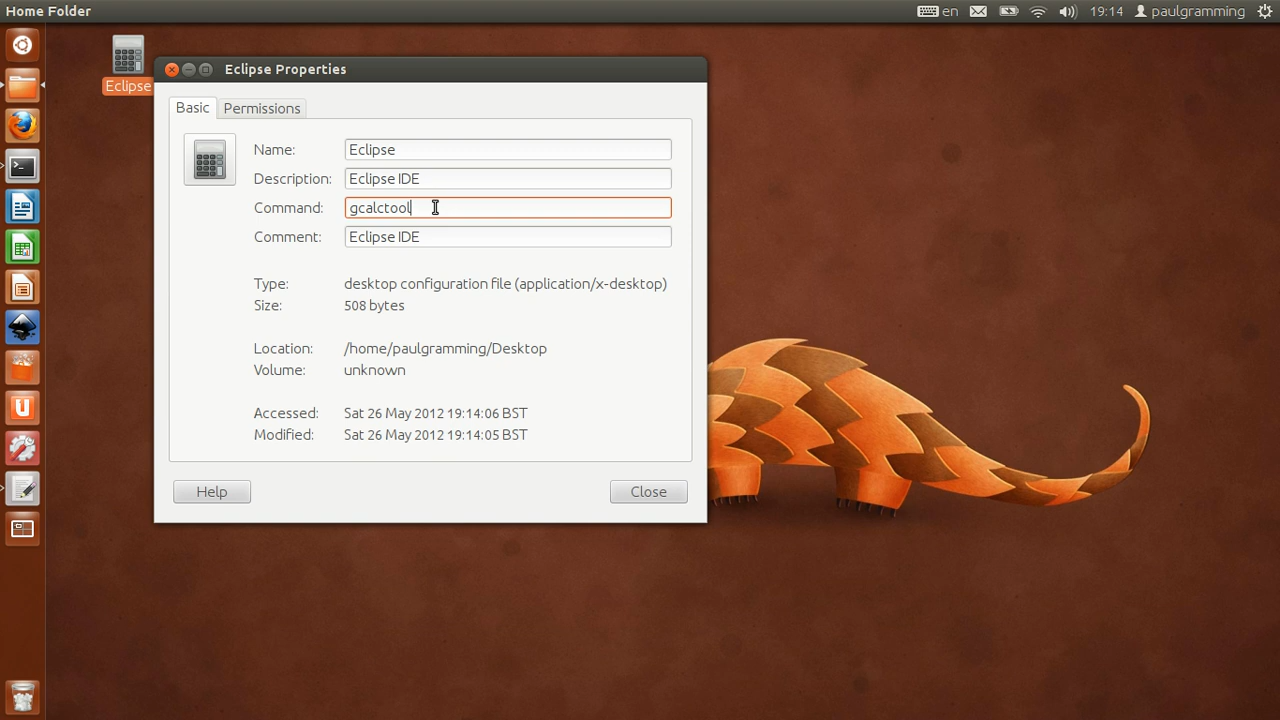 Home Folder
en
19:14
paulgramming
Eclipse
Eclipse Properties
Basic
Permissions
Name:
Eclipse
Description:
Eclipse IDE
Command:
gcalctool
Comment:
Eclipse IDE
Type:
desktop configuration file (application/x-desktop)
Size:
508 bytes
Location:
/home/paulgramming/Desktop
Volume:
unknown
Accessed:
Sat 26 May 2012 19:14:06 BST
Modified:
Sat 26 May 2012 19:14:05 BST
Help
Close